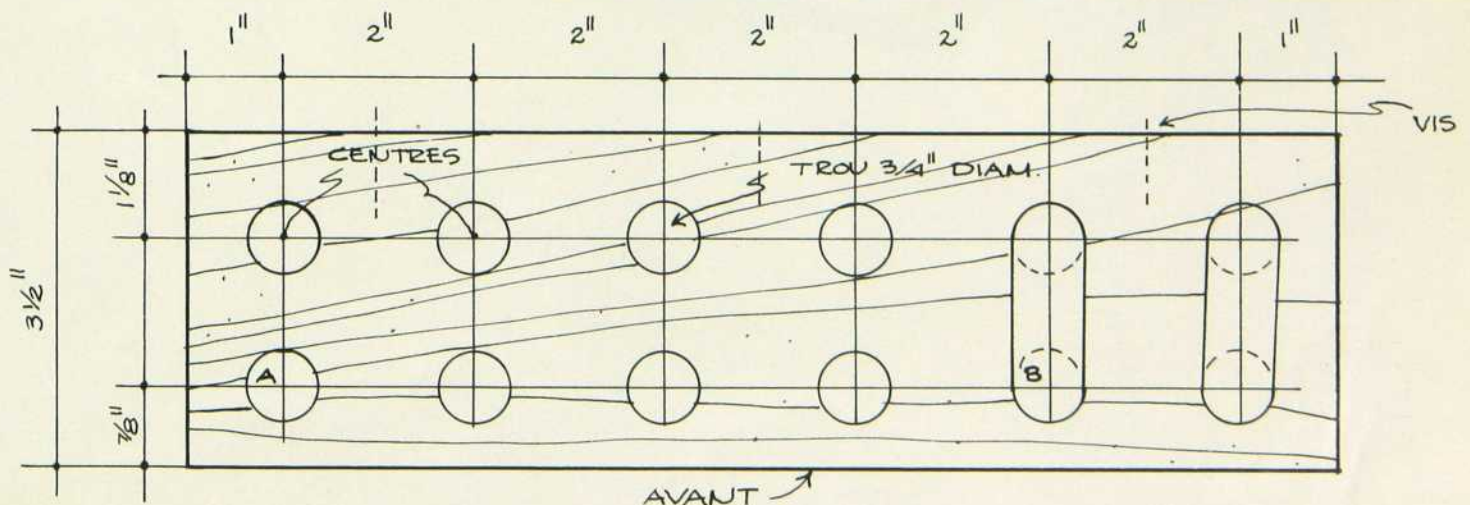 1" 2" 2" 2" 2" 2" 1"
VIS
CENTRES
TROU 3/4" DIAM.
1 1/8"
3 1/2"
A
B
7/8"
AVANT